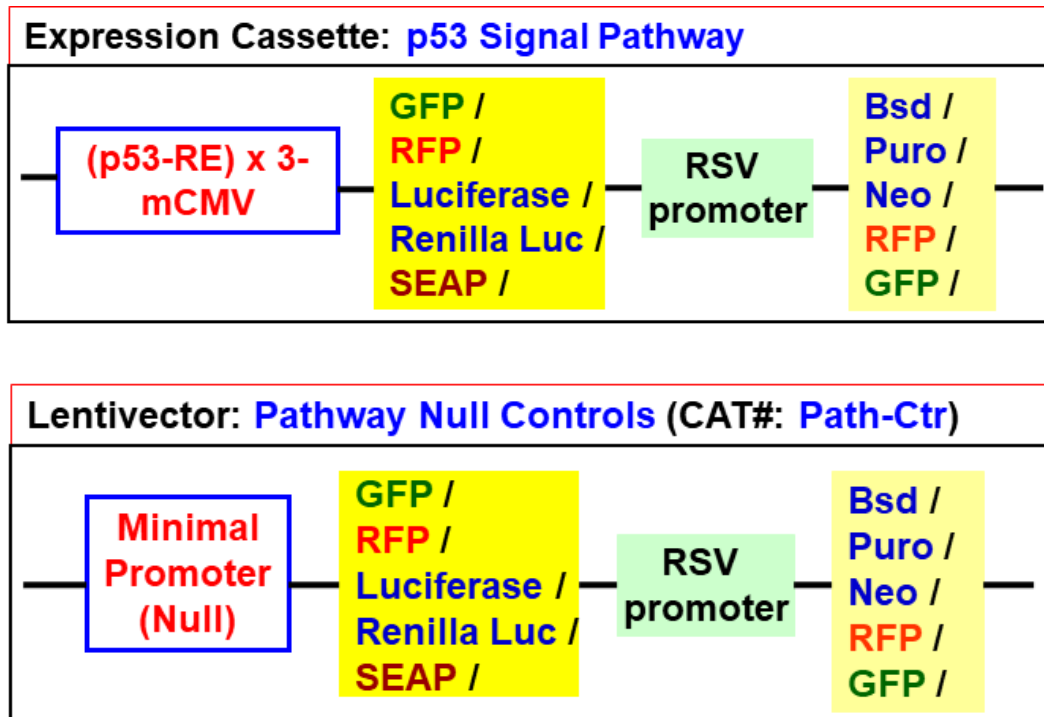 Expression Cassette: p53 Signal Pathway
(p53-RE) x 3-
mCMV
GFP /
RFP /
Luciferase /
Renilla Luc /
SEAP /
RSV
promoter
Bsd /
Puro /
Neo /
RFP /
GFP /
Lentivector: Pathway Null Controls (CAT#: Path-Ctr)
Minimal
Promoter
(Null)
GFP /
RFP /
Luciferase /
Renilla Luc /
SEAP /
RSV
promoter
Bsd /
Puro /
Neo /
RFP /
GFP /